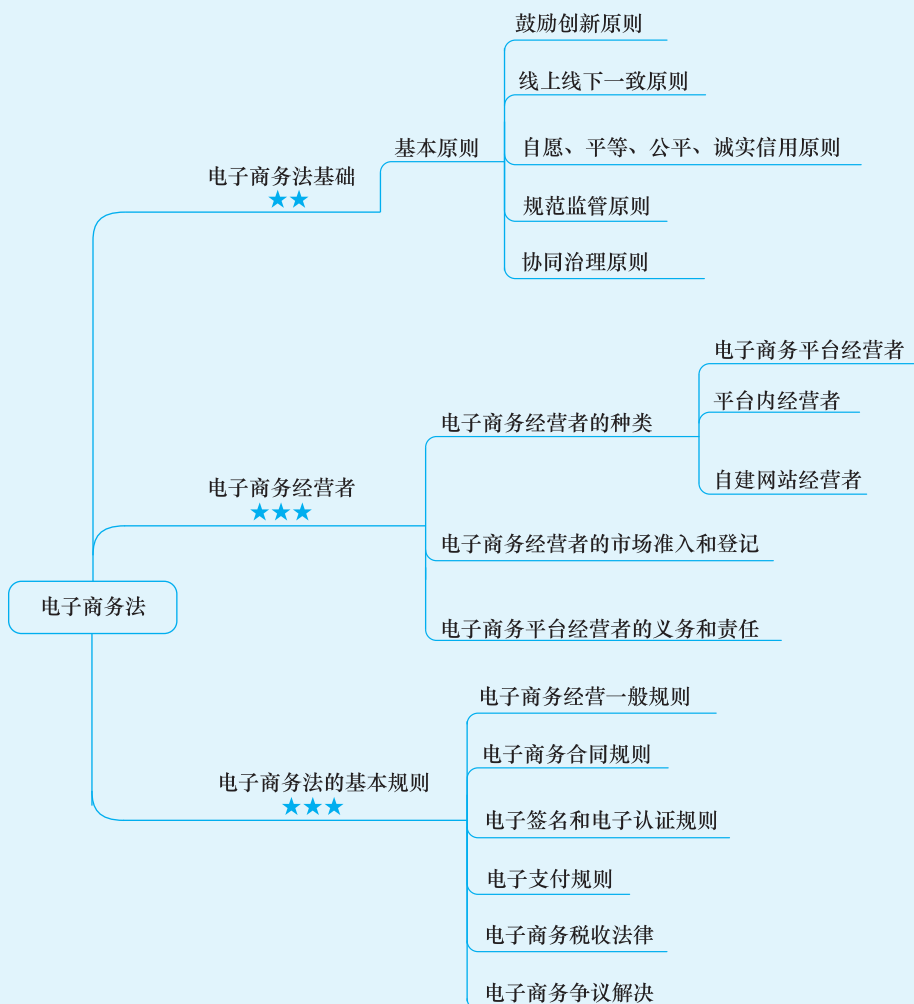 电子商务法
电子商务法基础
★★
基本原则
鼓励创新原则
线上线下一致原则
自愿、平等、公平、诚实信用原则
规范监管原则
协同治理原则
电子商务经营者
★★★
电子商务经营者的种类
电子商务平台经营者
平台内经营者
自建网站经营者
电子商务经营者的市场准入和登记
电子商务平台经营者的义务和责任
电子商务法的基本规则
★★★
电子商务经营一般规则
电子商务合同规则
电子签名和电子认证规则
电子支付规则
电子商务税收法律
电子商务争议解决